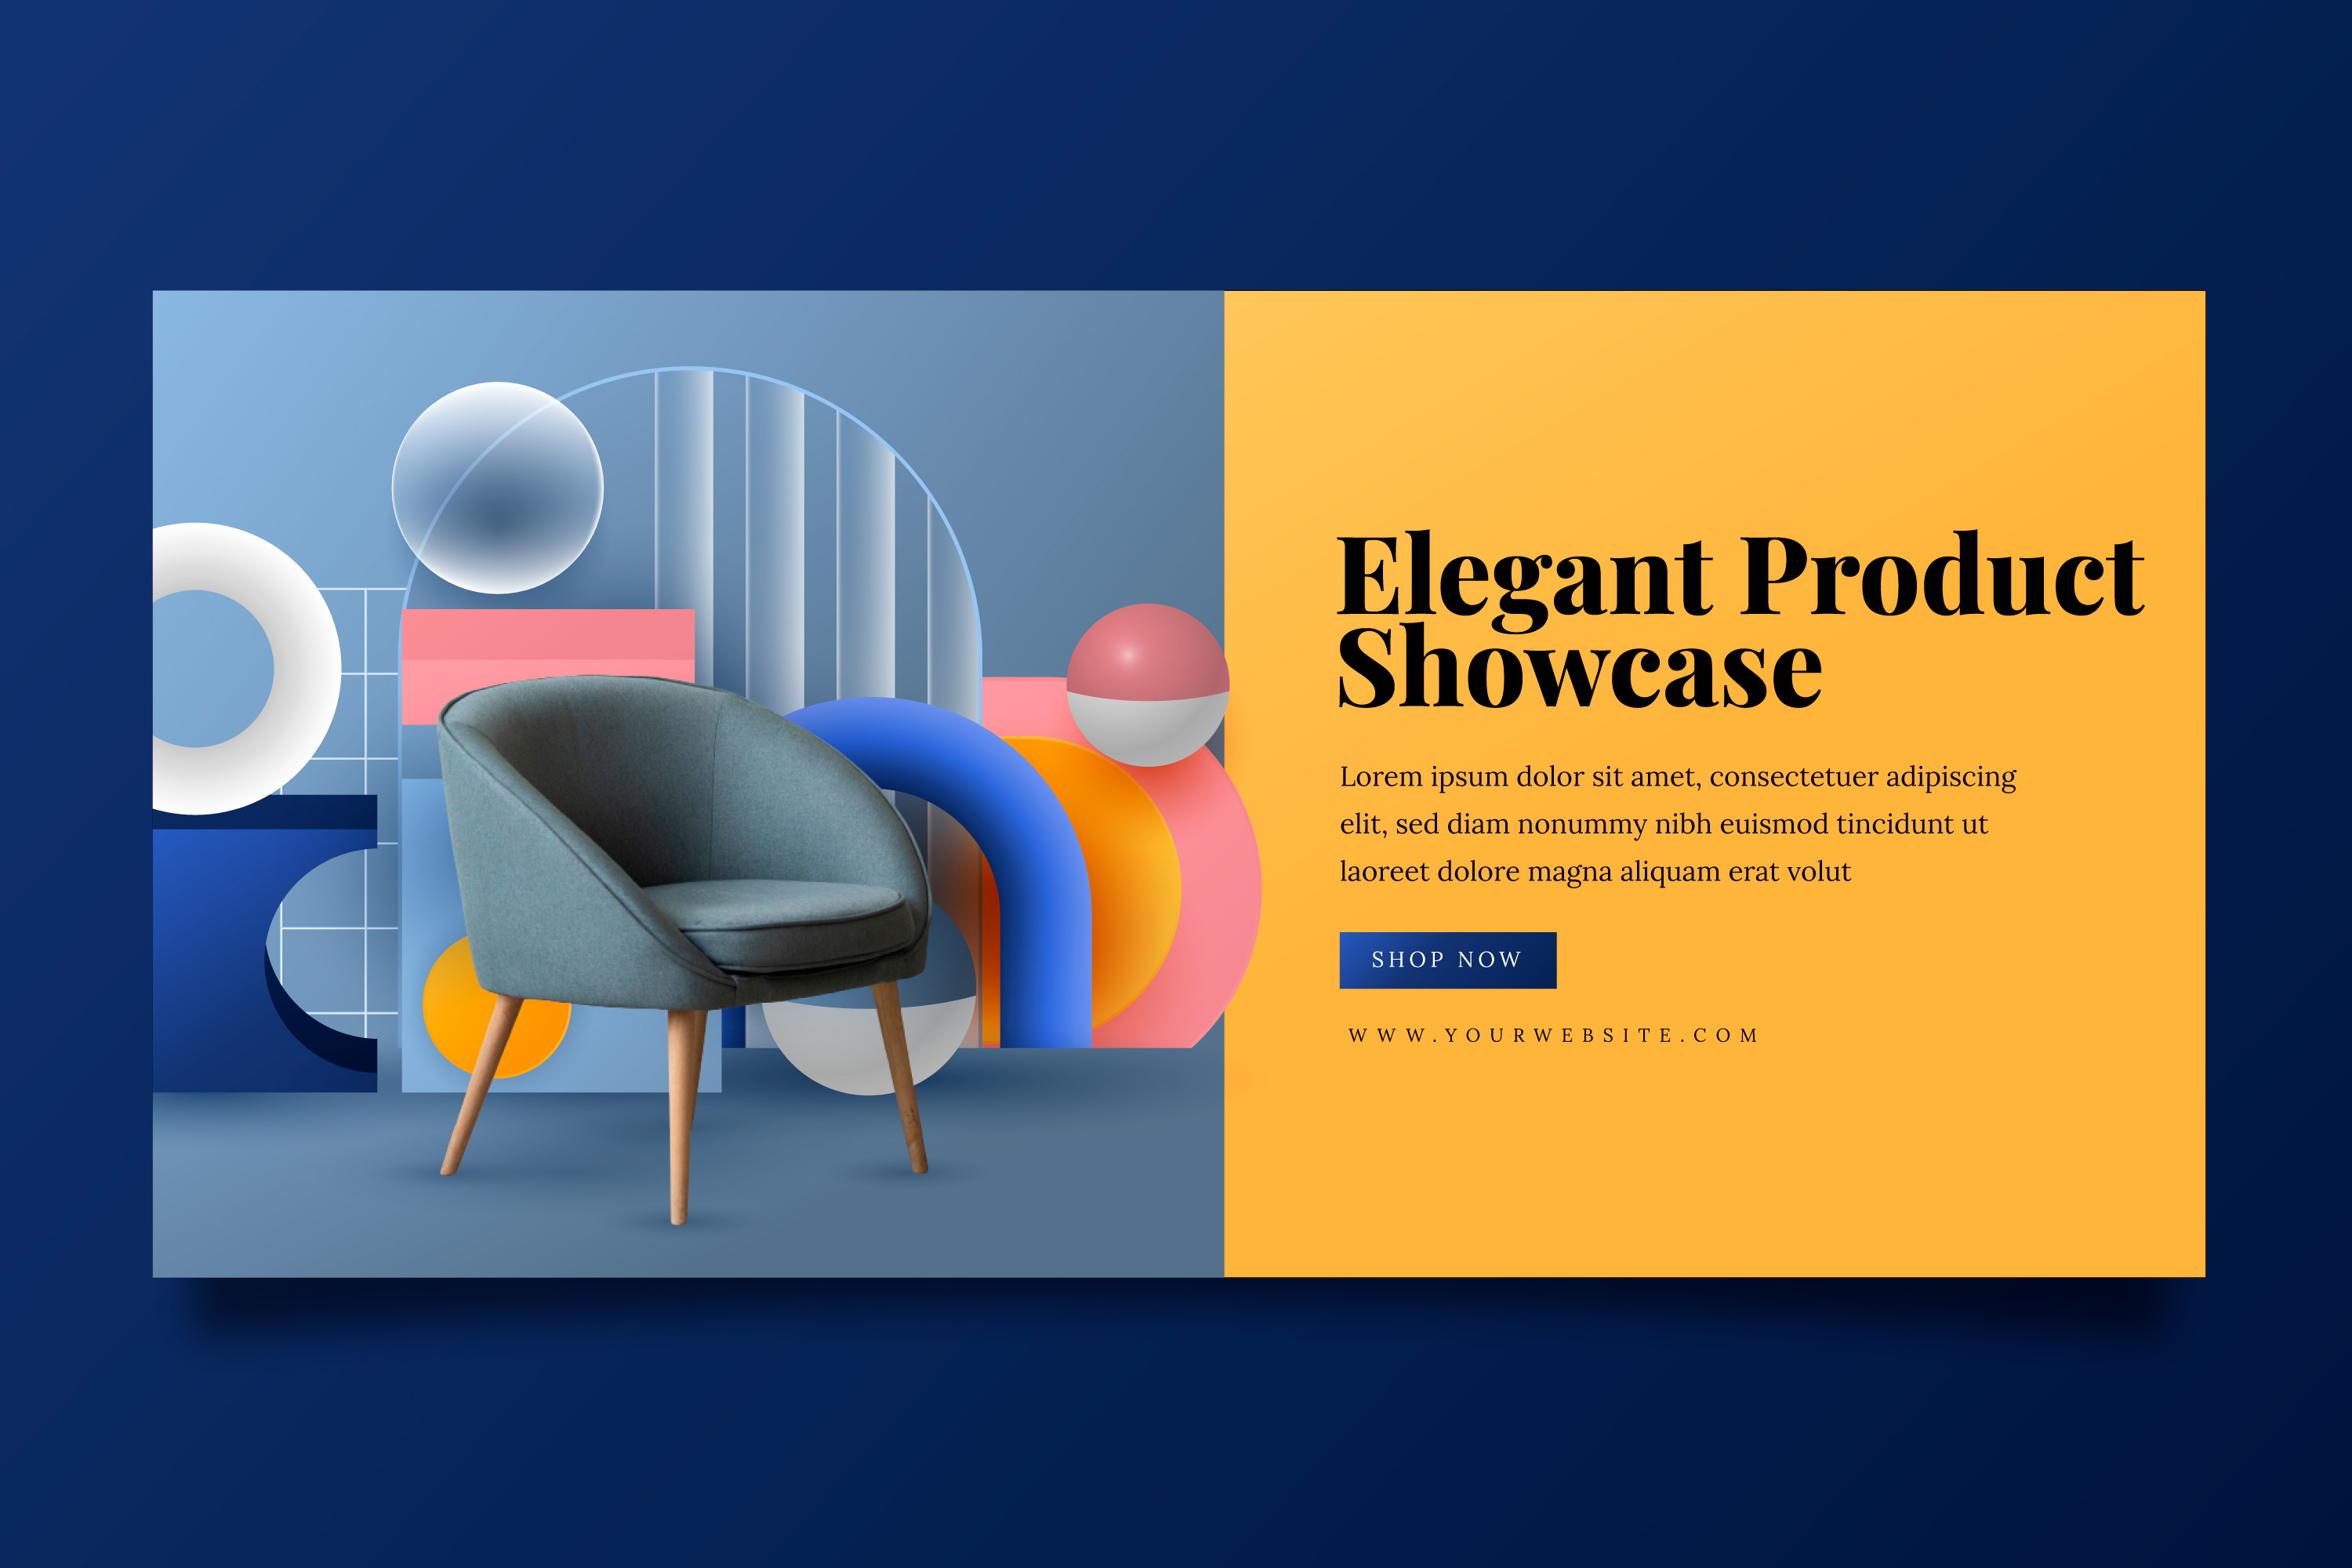 Elegant Product
Showcase
Lorem ipsum dolor sit amet, consectetuer adipiscing
elit, sed diam nonummy nibh euismod tincidunt ut
laoreet dolore magna aliquam erat volut
SHOP NOW
WWW.YOURWEBSITE.COM